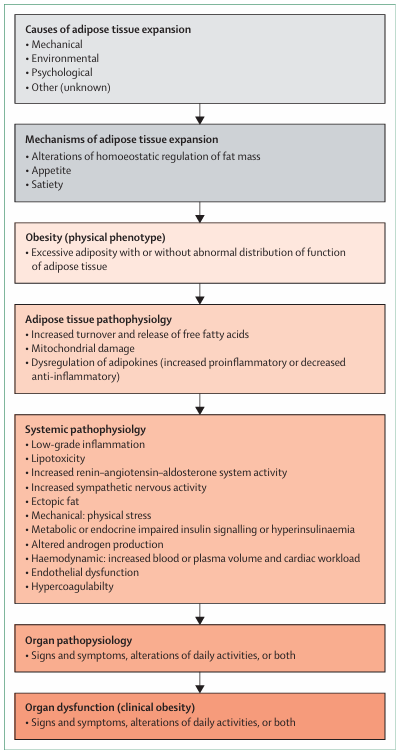 Causes of adipose tissue expansion
• Mechanical
• Environmental
• Psychological
• Other (unknown)
Mechanisms of adipose tissue expansion
• Alterations of homoeostatic regulation of fat mass
• Appetite
• Satiety
Obesity (physical phenotype)
• Excessive adiposity with or without abnormal distribution of function
of adipose tissue
Adipose tissue pathophysiolgy
• Increased turnover and release of free fatty acids
• Mitochondrial damage
• Dysregulation of adipokines (increased proinflammatory or decreased
anti-inflammatory)
Systemic pathophysiolgy
• Low-grade inflammation
• Lipotoxicity
• Increased renin–angiotensin–aldosterone system activity
• Increased sympathetic nervous activity
• Ectopic fat
• Mechanical: physical stress
• Metabolic or endocrine impaired insulin signalling or hyperinsulinaemia
• Altered androgen production
• Haemodynamic: increased blood or plasma volume and cardiac workload
• Endothelial dysfunction
• Hypercoagulabilty
Organ pathopysiology
• Signs and symptoms, alterations of daily activities, or both
Organ dysfunction (clinical obesity)
• Signs and symptoms, alterations of daily activities, or both